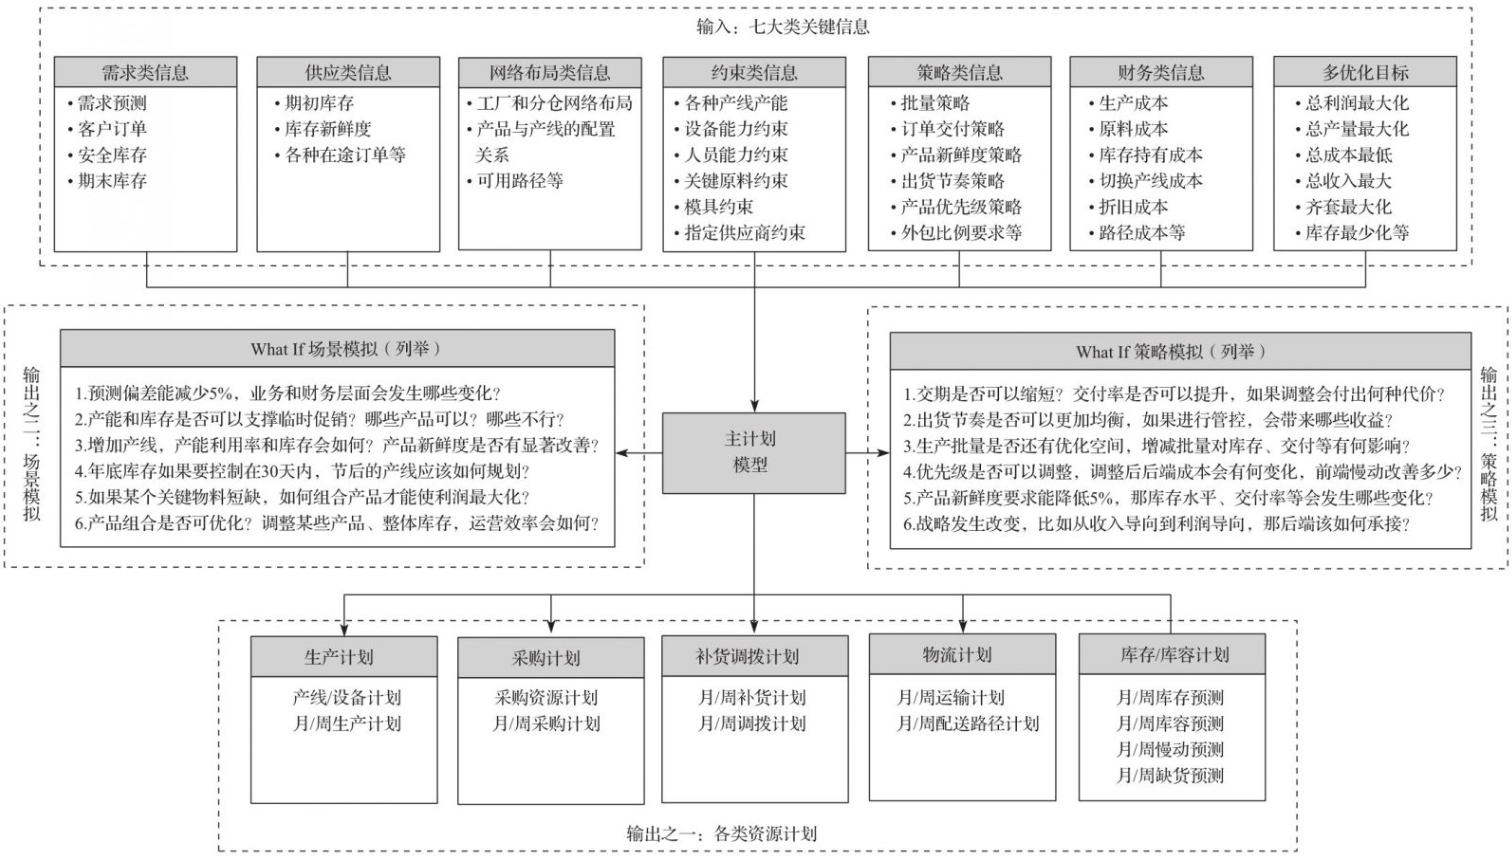 输入：七大类关键信息
需求类信息
• 需求预测
• 客户订单
• 安全库存
• 期末库存
供应类信息
• 期初库存
• 库存新鲜度
• 各种在途订单等
网络布局类信息
• 工厂和分仓网络布局
• 产品与产线的配置
关系
• 可用路径等
约束类信息
• 各种产线产能
• 设备能力约束
• 人员能力约束
• 关键原料约束
• 模具约束
• 指定供应商约束
策略类信息
• 批量策略
• 订单交付策略
• 产品新鲜度策略
• 出货节奏策略
• 产品优先级策略
• 外包比例要求等
财务类信息
• 生产成本
• 原料成本
• 库存持有成本
• 切换产线成本
• 折旧成本
• 路径成本等
多优化目标
• 总利润最大化
• 总产量最大化
• 总成本最低
• 总收入最大
• 齐套最大化
• 库存最少化等
输出之二：场景模拟
What If 场景模拟（列举）
1.预测偏差能减少5%，业务和财务层面会发生哪些变化？
2.产能和库存是否可以支撑临时促销？哪些产品可以？哪些不行？
3.增加产线，产能利用率和库存会如何？产品新鲜度是否有显著改善？
4.年底库存如果要控制在30天内，节后的产线应该如何规划？
5.如果某个关键物料短缺，如何组合产品才能使利润最大化？
6.产品组合是否可优化？调整某些产品、整体库存，运营效率会如何？
主计划
模型
What If 策略模拟（列举）
1.交期是否可以缩短？交付率是否可以提升，如果调整会付出何种代价？
2.出货节奏是否可以更加均衡，如果进行管控，会带来哪些收益？
3.生产批量是否还有优化空间，增减批量对库存、交付等有何影响？
4.优先级是否可以调整，调整后后端成本会有何变化，前端慢动改善多少？
5.产品新鲜度要求能降低5%，那库存水平、交付率等会发生哪些变化？
6.战略发生改变，比如从收入导向到利润导向，那后端该如何承接？
输出之三：策略模拟
生产计划
产线/设备计划
月/周生产计划
采购计划
采购资源计划
月/周采购计划
补货调拨计划
月/周补货计划
月/周调拨计划
物流计划
月/周运输计划
月/周配送路径计划
库存/库容计划
月/周库存预测
月/周库容预测
月/周慢动预测
月/周缺货预测
输出之一：各类资源计划